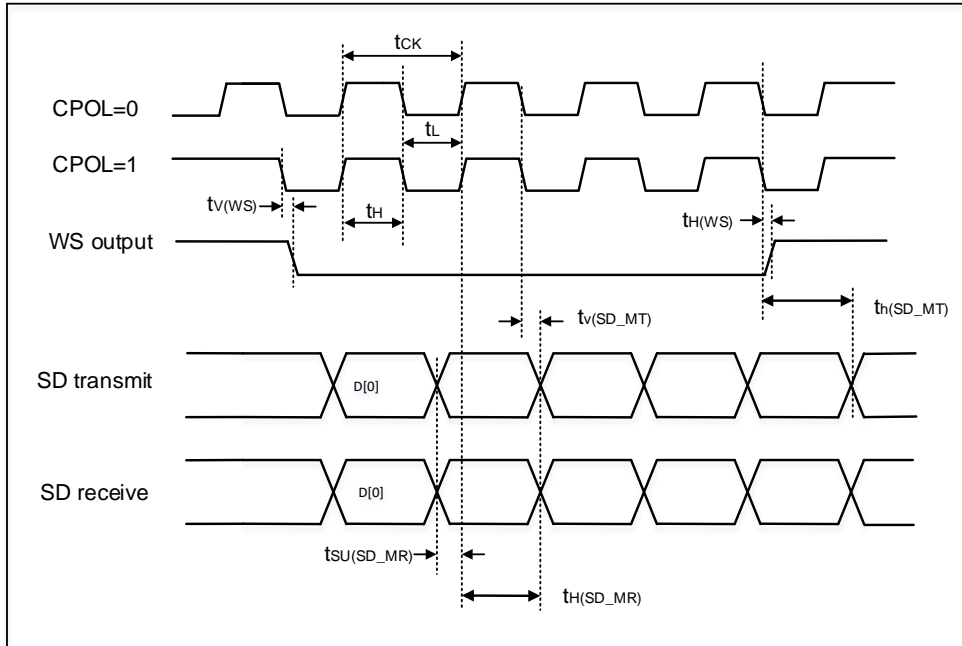 tCK
CPOL=0
tL
CPOL=1
tV(WS)
tH
tH(WS)
WS output
tv(SD_MT)
th(SD_MT)
SD transmit
D[0]
SD receive
D[0]
tSU(SD_MR)
tH(SD_MR)